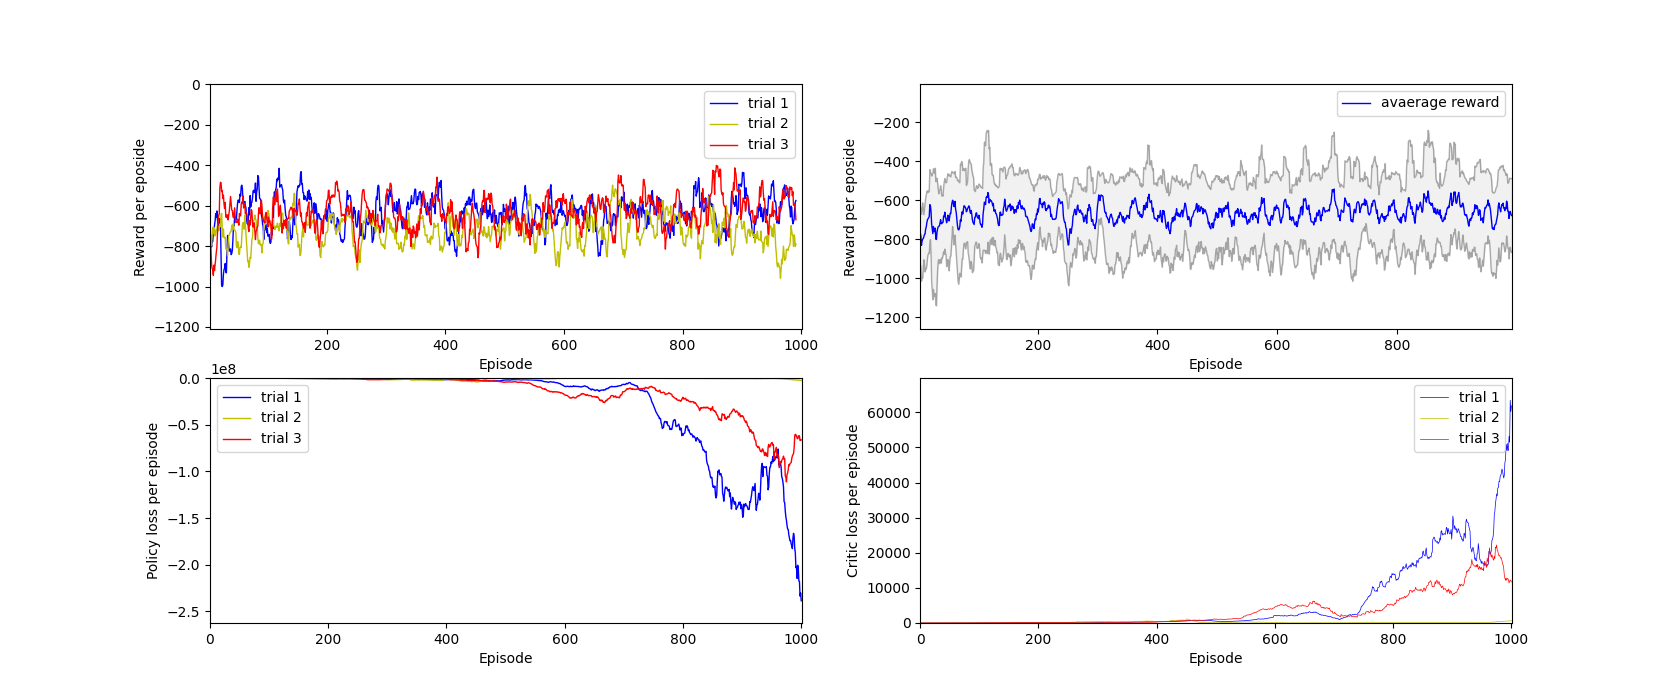 0
−200
−400
−600
−800
−1000
−1200
Reward per eposide
trial 1
trial 2
trial 3
200
400
600
800
1000
Episode
−200
−400
−600
−800
−1000
−1200
Reward per eposide
avaerage reward
200
400
600
800
Episode
1e8
0.0
−0.5
−1.0
−1.5
−2.0
−2.5
Policy loss per episode
trial 1
trial 2
trial 3
0
200
400
600
800
1000
Episode
60000
50000
40000
30000
20000
10000
0
Critic loss per episode
trial 1
trial 2
trial 3
0
200
400
600
800
1000
Episode